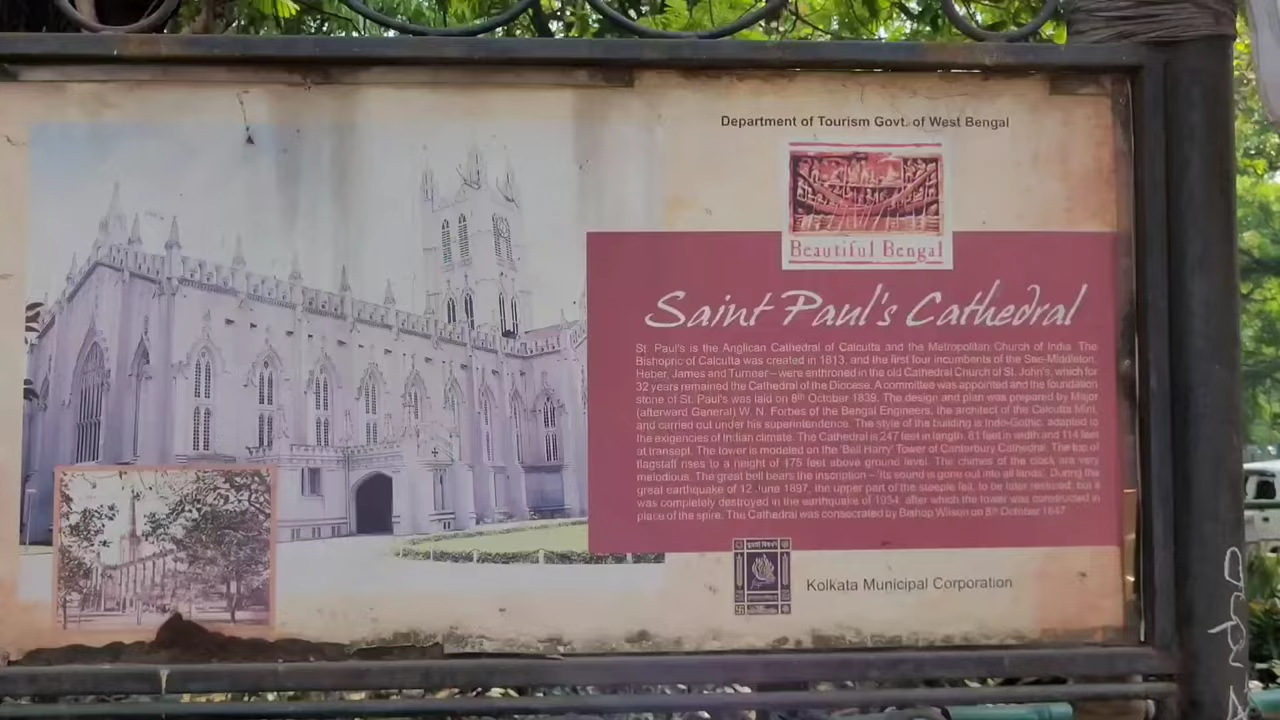 Department of Tourism Govt. of West Bengal
Beautiful Bengal
Saint Paul's Cathedral
St. Paul's is the Anglican Cathedral of Calcutta and the Metropolitan Church of India. The
Bishopric of Calcutta was created in 1813, and the first four incumbents of the See-Middleton,
Heber, James and Turneer – were enthroned in the old Cathedral Church of St. John's, which for
32 years remained the Cathedral of the Diocese. A committee was appointed and the foundation
stone of St. Paul's was laid on 8th October 1839. The design and plan was prepared by Major
(afterward General) W. N. Forbes of the Bengal Engineers, the architect of the Calcutta Mint,
and carried out under his superintendence. The style of the building is Indo-Gothic, adapted to
the exigencies of Indian climate. The Cathedral is 247 feet in length, 81 feet in width and 114 feet
at transept. The tower is modeled on the 'Bell Harry' Tower of Canterbury Cathedral. The top of
flagstaff rises to a height of 175 feet above ground level. The chimes of the clock are very
melodious. The great bell bears the inscription – 'Its sound is gone out into all lands'. During the
great earthquake of 12 June 1897, the upper part of the steeple fell, to be later restored; but it
was completely destroyed in the earthquake of 1934, after which the tower was constructed in
place of the spire. The Cathedral was consecrated by Bishop Wilson on 8th October 1847
Kolkata Municipal Corporation